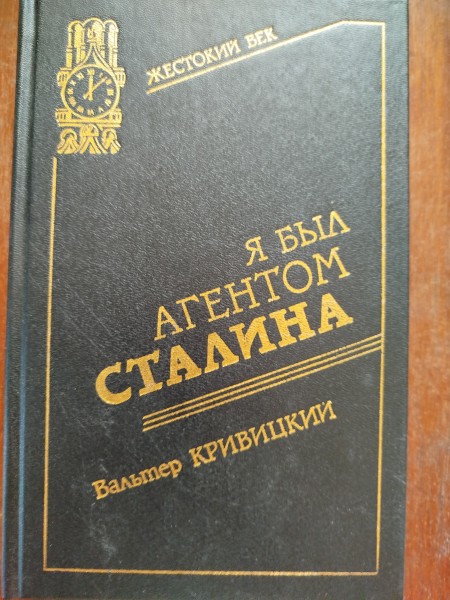 ЖЕСТОКИЙ ВЕК
Я БЫЛ
АГЕНТОМ
СТАЛИНА
Вальтер КРИВИЦКИЙ